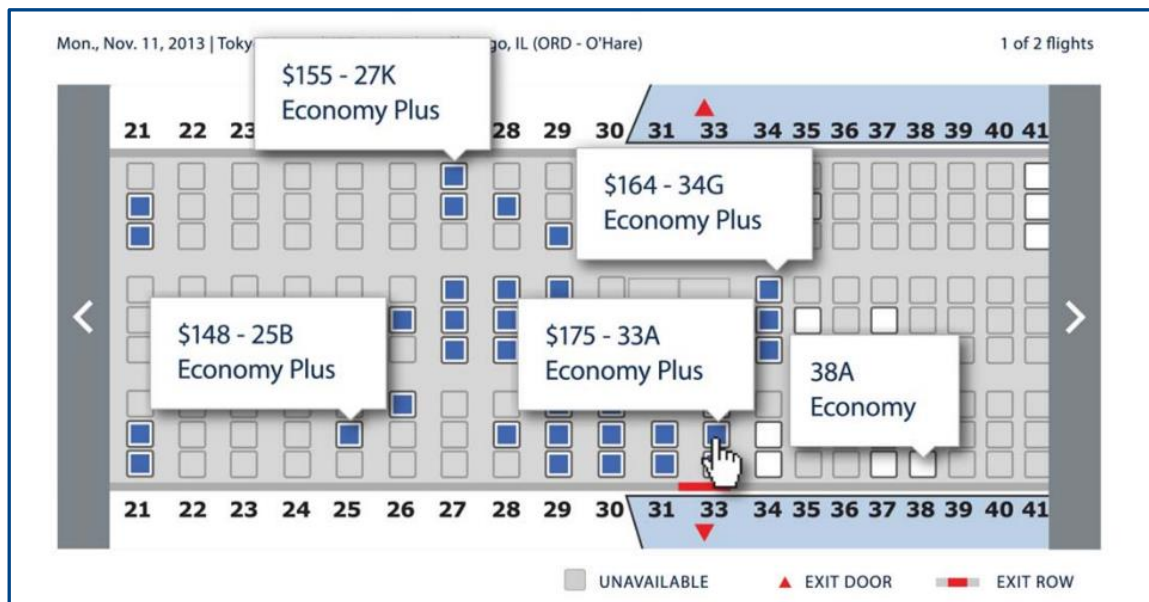 Mon., Nov. 11, 2013 | Tokyo go, IL (ORD - O'Hare)
1 of 2 flights
$155 - 27K
Economy Plus
21 22 23 28 29 30 31 33 34 35 36 37 38 39 40 41
$164 - 34G
Economy Plus
$148 - 25B
Economy Plus
$175 - 33A
Economy Plus
38A
Economy
21 22 23 24 25 26 27 28 29 30 31 33 34 35 36 37 38 39 40 41
UNAVAILABLE
EXIT DOOR
EXIT ROW